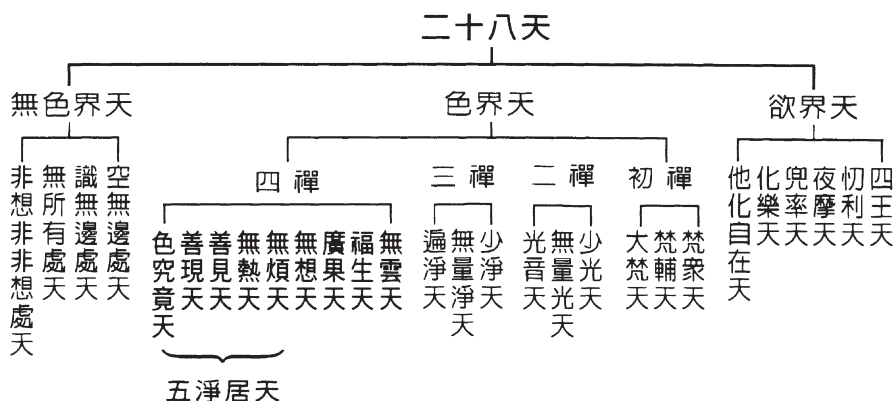 二十八天
欲界天
色界天
無色界天
初禪
二禪
三禪
四禪
四王天
忉利天
夜摩天
兜率天
化樂天
他化自在天
梵衆天
梵輔天
大梵天
少光天
無量光天
光音天
少淨天
無量淨天
遍淨天
無雲天
福生天
廣果天
無想天
無煩天
無熱天
善見天
善現天
色究竟天
空無邊處天
識無邊處天
無所有處天
非想非非想處天
五淨居天